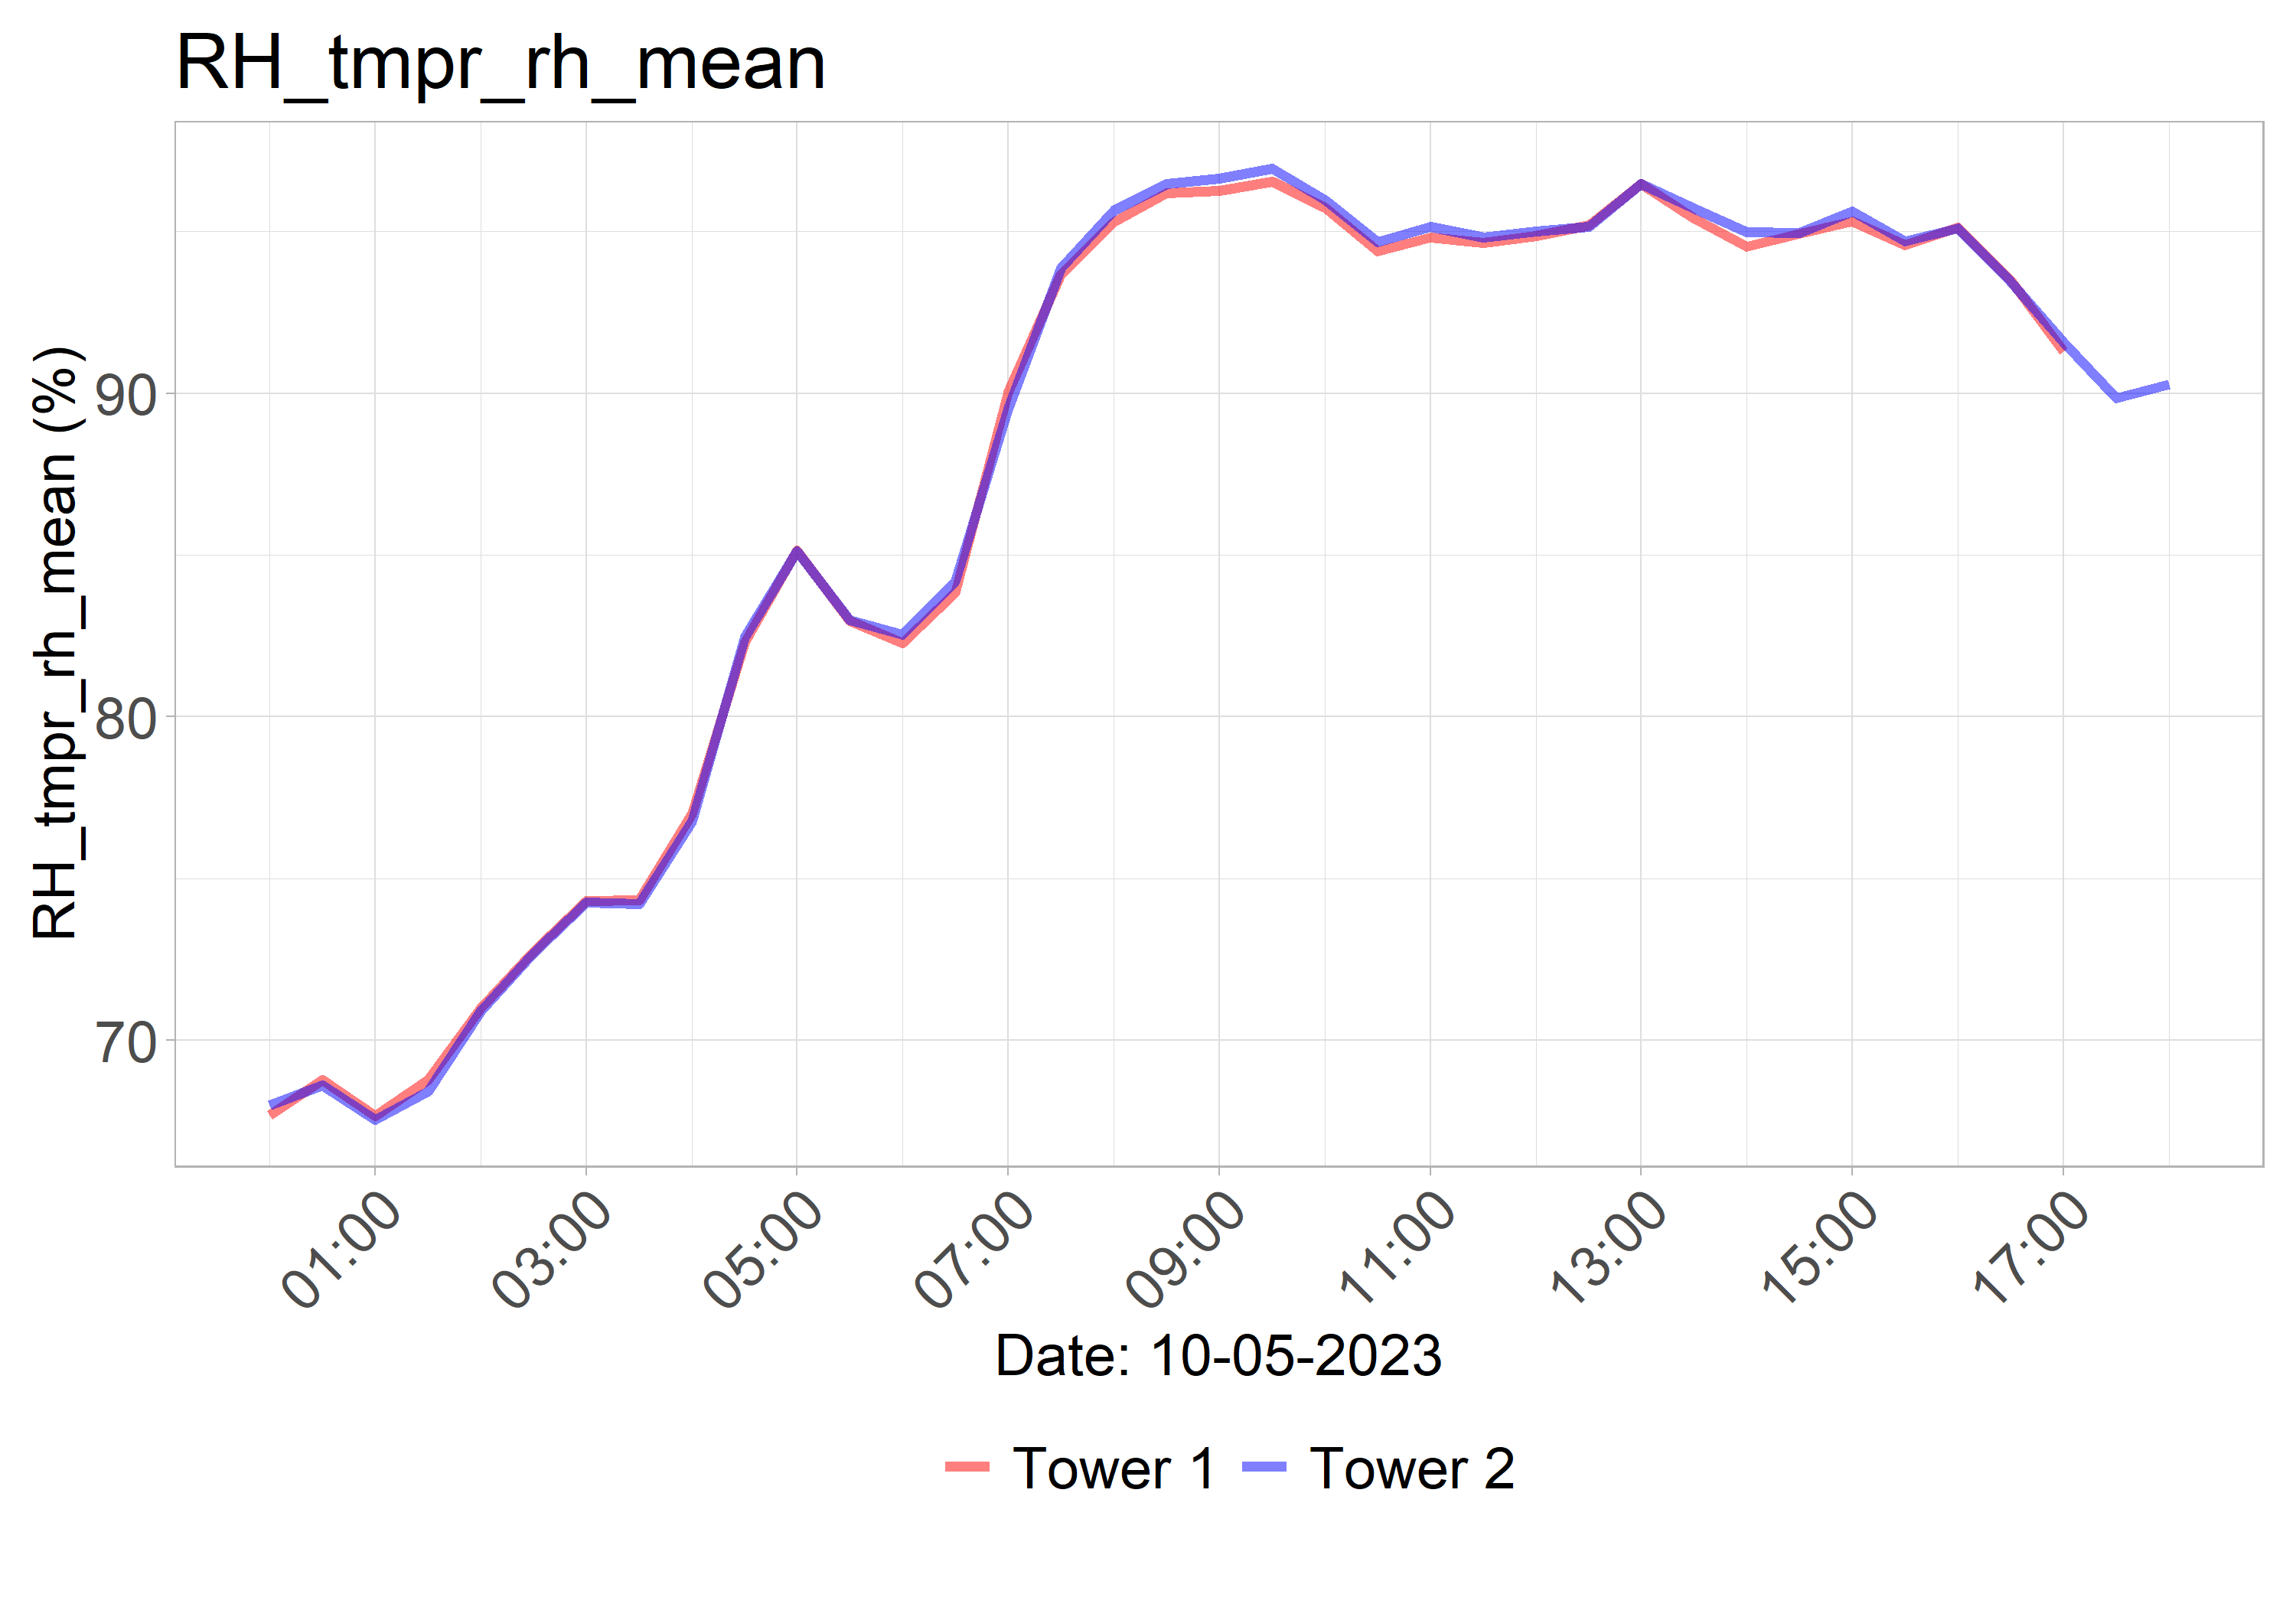 RH_tmpr_rh_mean
RH_tmpr_rh_mean (%)
90
80
70
01:00 03:00 05:00 07:00 09:00 11:00 13:00 15:00 17:00
Date: 10-05-2023
Tower 1 Tower 2